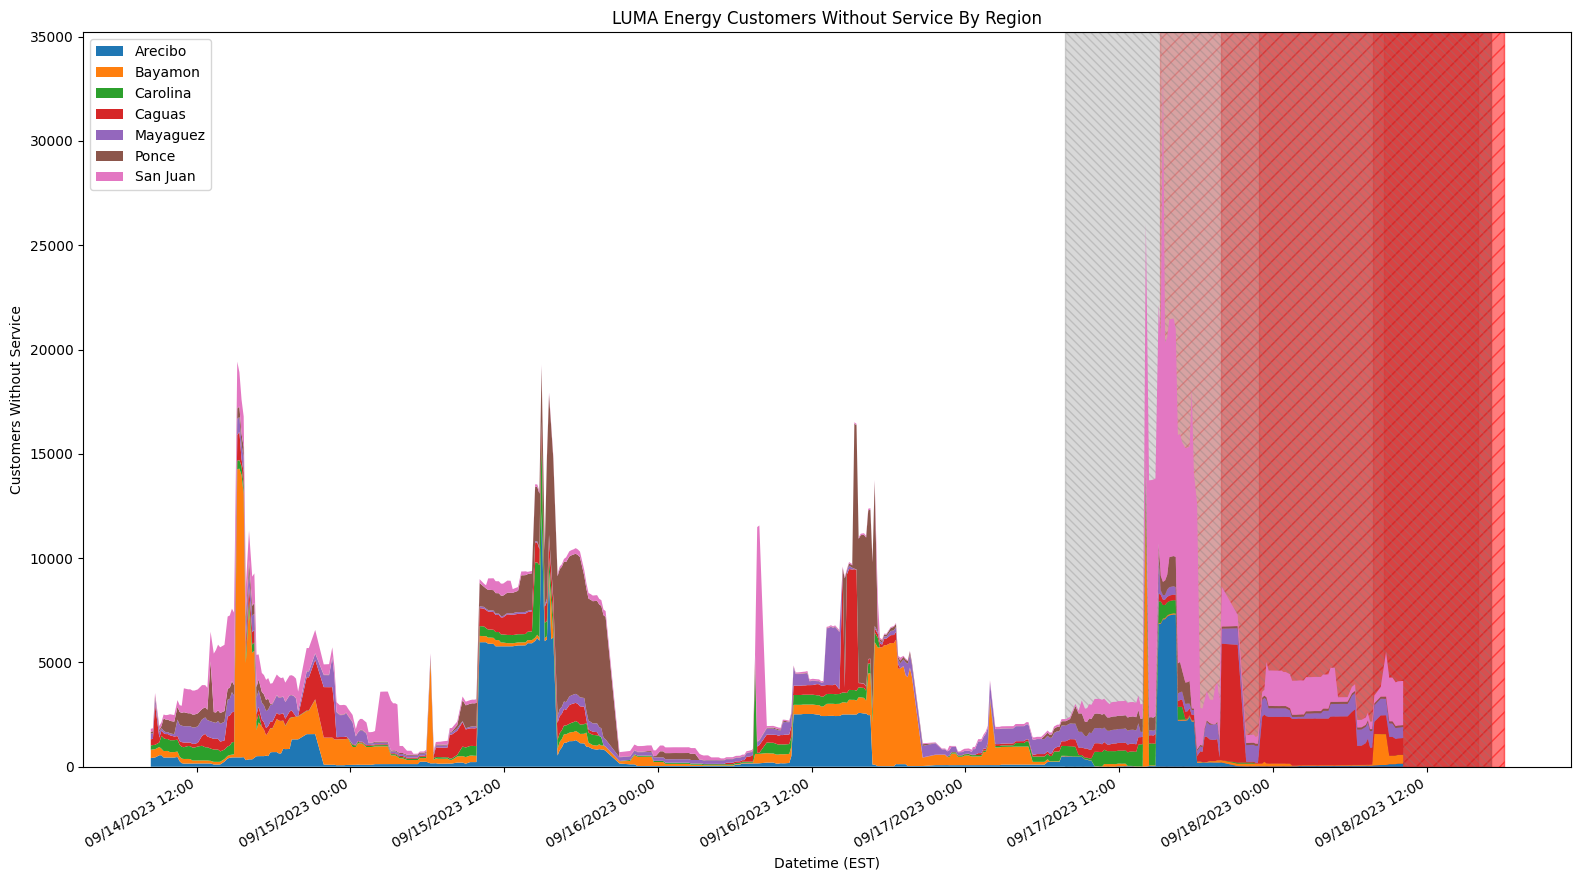 LUMA Energy Customers Without Service By Region
35000
30000
25000
20000
15000
10000
5000
0
Customers Without Service
Arecibo
Bayamon
Carolina
Caguas
Mayaguez
Ponce
San Juan
09/14/2023 12:00
09/15/2023 00:00
09/15/2023 12:00
09/16/2023 00:00
09/16/2023 12:00
09/17/2023 00:00
09/17/2023 12:00
09/18/2023 00:00
09/18/2023 12:00
Datetime (EST)